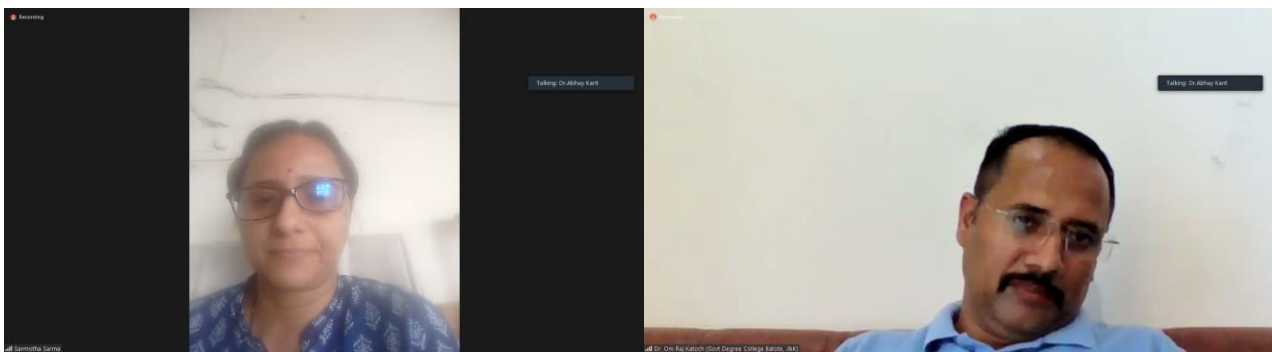 Recording
Talking: Dr.Abhay Kant
Sarmistha Sarma
Recording
Talking: Dr.Abhay Kant
Dr. Om Raj Katoch (Govt Degree College Batote, J&K)